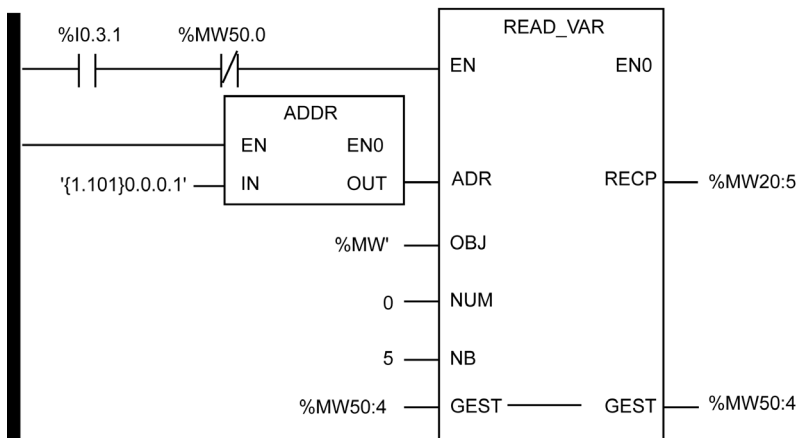 READ_VAR
%I0.3.1 %MW50.0
EN EN0
ADDR
EN EN0
'{1.101}0.0.0.1' IN OUT ADR RECP %MW20:5
%MW' OBJ
0 NUM
5 NB
%MW50:4 GEST GEST %MW50:4